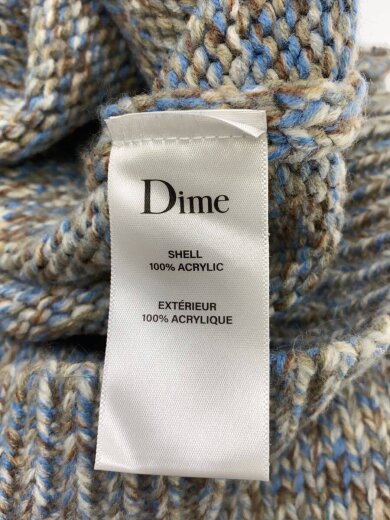 Dime
SHELL
100% ACRYLIC
EXTÉRIEUR
100% ACRYLIQUE